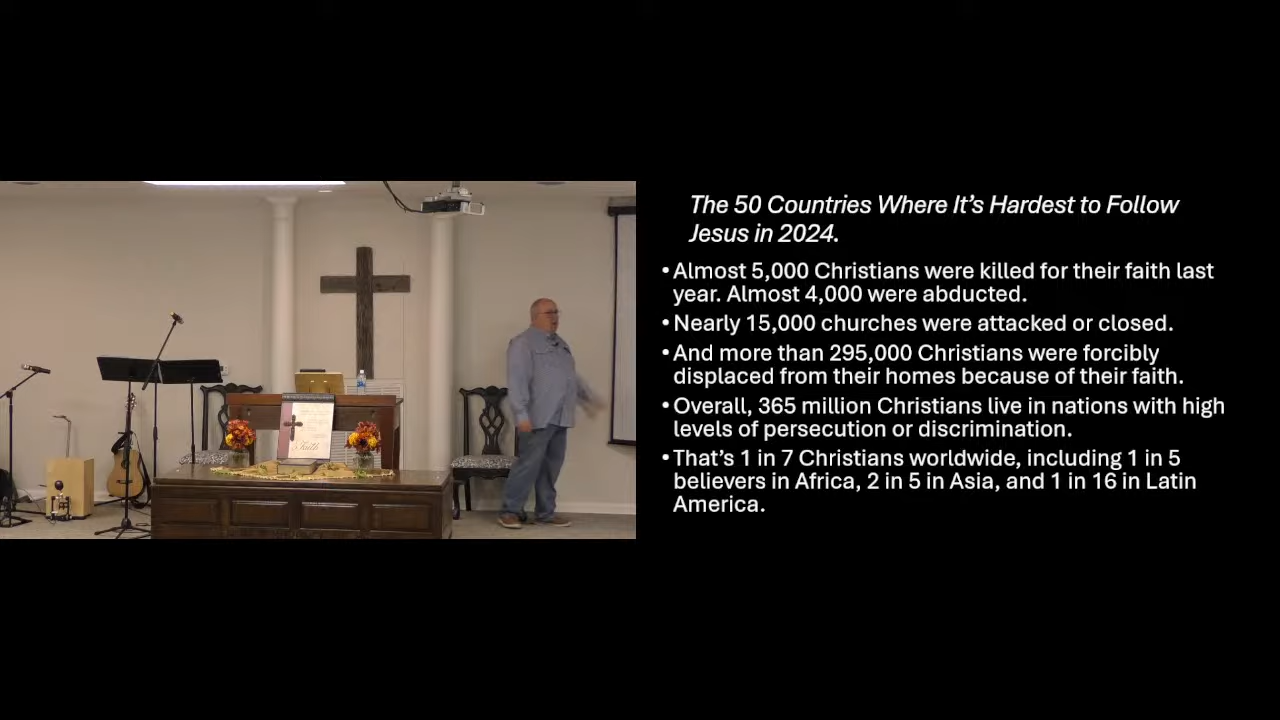 The 50 Countries Where It's Hardest to Follow
Jesus in 2024.
• Almost 5,000 Christians were killed for their faith last
year. Almost 4,000 were abducted.
• Nearly 15,000 churches were attacked or closed.
• And more than 295,000 Christians were forcibly
displaced from their homes because of their faith.
• Overall, 365 million Christians live in nations with high
levels of persecution or discrimination.
• That's 1 in 7 Christians worldwide, including 1 in 5
believers in Africa, 2 in 5 in Asia, and 1 in 16 in Latin
America.
Faith